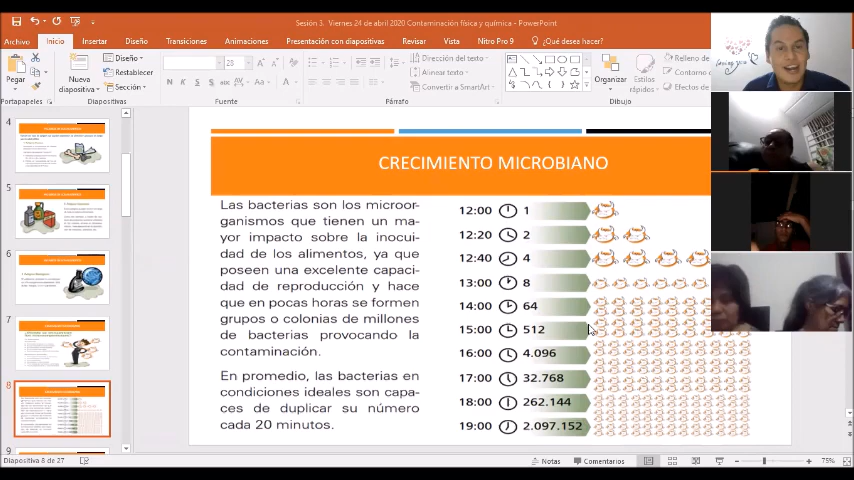 Sesión 3. Viernes 24 de abril 2020 Contaminación física y química - PowerPoint
Archivo Inicio Insertar Diseño Transiciones Animaciones Presentación con diapositivas Revisar Vista Nitro Pro 9 ¿Qué desea hacer?
Pegar
Nueva
diapositiva
Diseño
Restablecer
Sección
28
N K S
Dirección del texto
Alinear texto
Convertir a SmartArt
Organizar
Estilos
rápidos
Relleno de
Contorno
Portapapeles Diapositivas Fuente Párrafo Dibujo
4
5
6
7
8
9
CRECIMIENTO MICROBIANO
Las bacterias son los microor-
ganismos que tienen un ma-
yor impacto sobre la inocui-
dad de los alimentos, ya que
poseen una excelente capaci-
dad de reproducción y hace
que en pocas horas se formen
grupos o colonias de millones
de bacterias provocando la
contaminación.
En promedio, las bacterias en
condiciones ideales son capa-
ces de duplicar su número
cada 20 minutos.
12:00 1
12:20 2
12:40 4
13:00 8
14:00 64
15:00 512
16:00 4.096
17:00 32.768
18:00 262.144
19:00 2.097.152
Diapositiva 8 de 27
Notas
Comentarios
75%